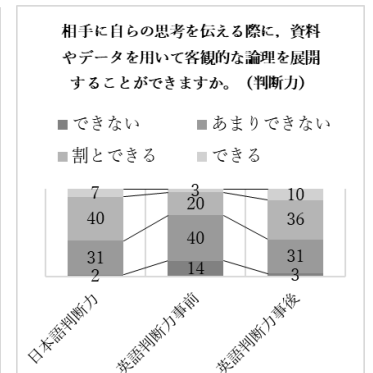 相手に自らの思考を伝える際に，資料
やデータを用いて客観的な論理を展開
することができますか。（判断力）
■できない ■あまりできない
■割とできる ■できる
7 3 10
40 20 36
31 40 31
2 14 3
日本語判断力 英語判断力事前 英語判断力事後